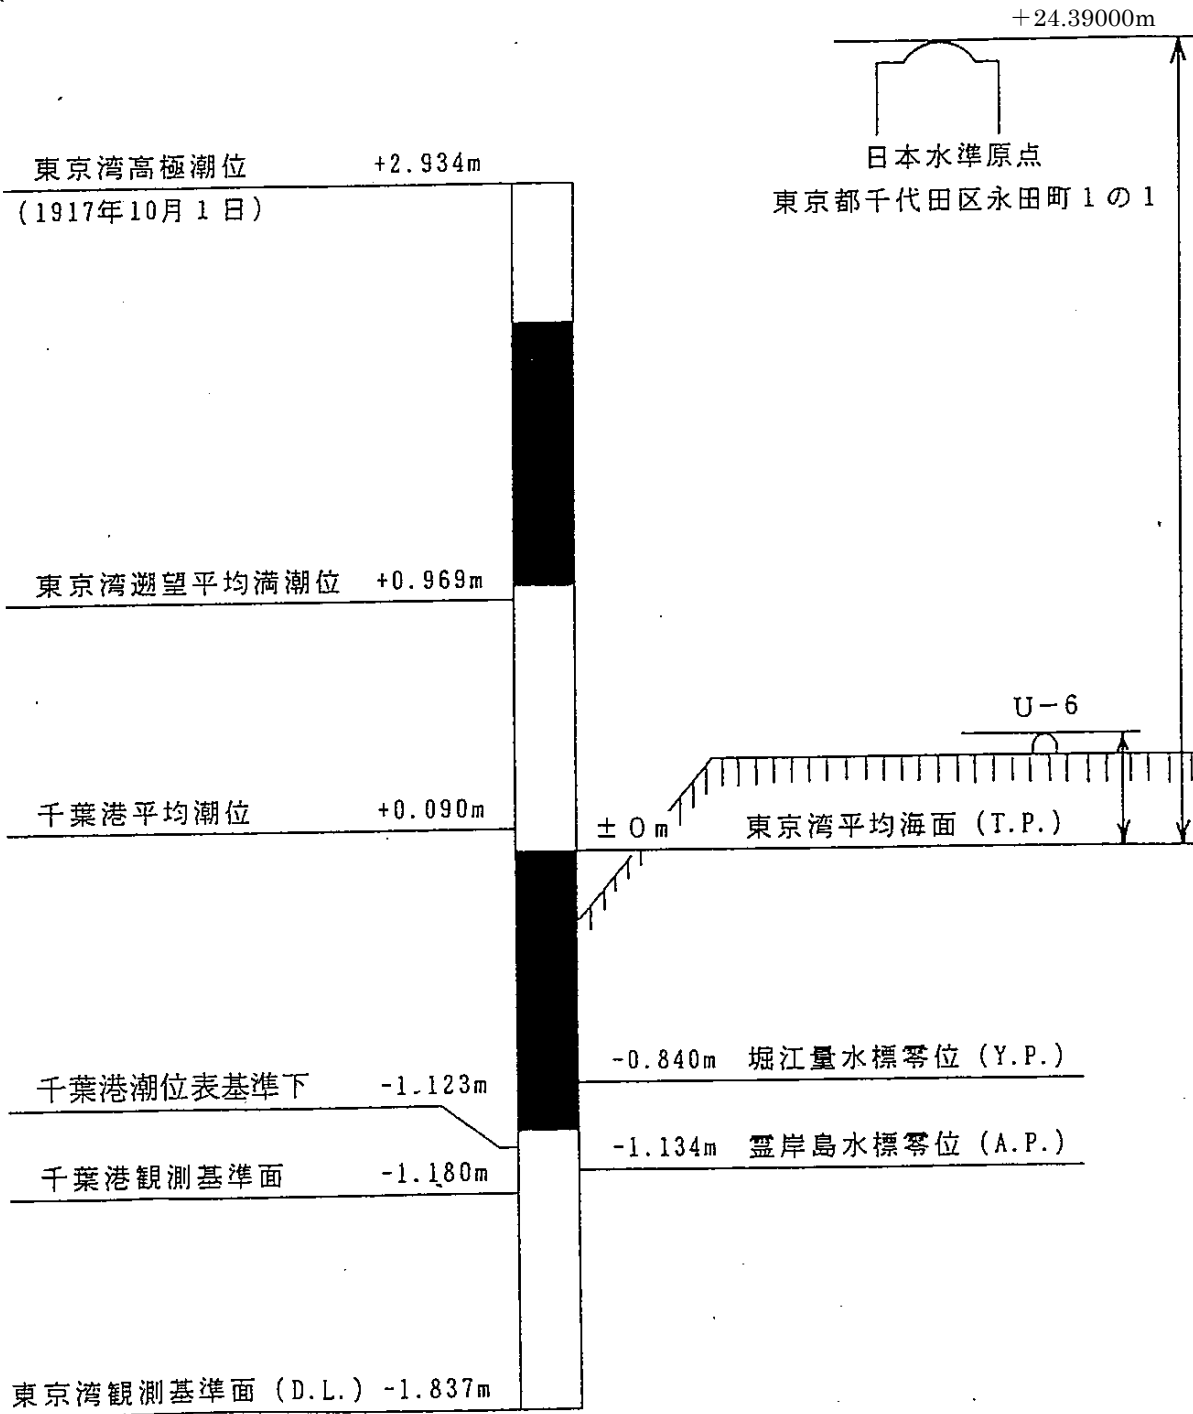 +24.39000m
日本水準原点
東京都千代田区永田町1の1
東京湾高極潮位 +2.934m
(1917年10月1日)
東京湾遡望平均満潮位 +0.969m
U-6
千葉港平均潮位 +0.090m
±0m 東京湾平均海面 (T.P.)
-0.840m 堀江量水標零位 (Y.P.)
千葉港潮位表基準下 -1.123m
-1.134m 霊岸島水標零位 (A.P.)
千葉港観測基準面 -1.180m
東京湾観測基準面 (D.L.) -1.837m